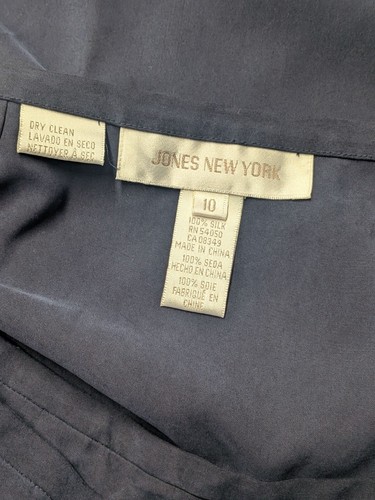 DRY CLEAN
LAVADO EN SECO
NETTOYER À SEC
JONES NEW YORK
10
100% SILK
RN 54050
CA 08349
MADE IN CHINA
100% SEDA
HECHO EN CHINA
100% SOIE
FABRIQUÉ EN
CHINE